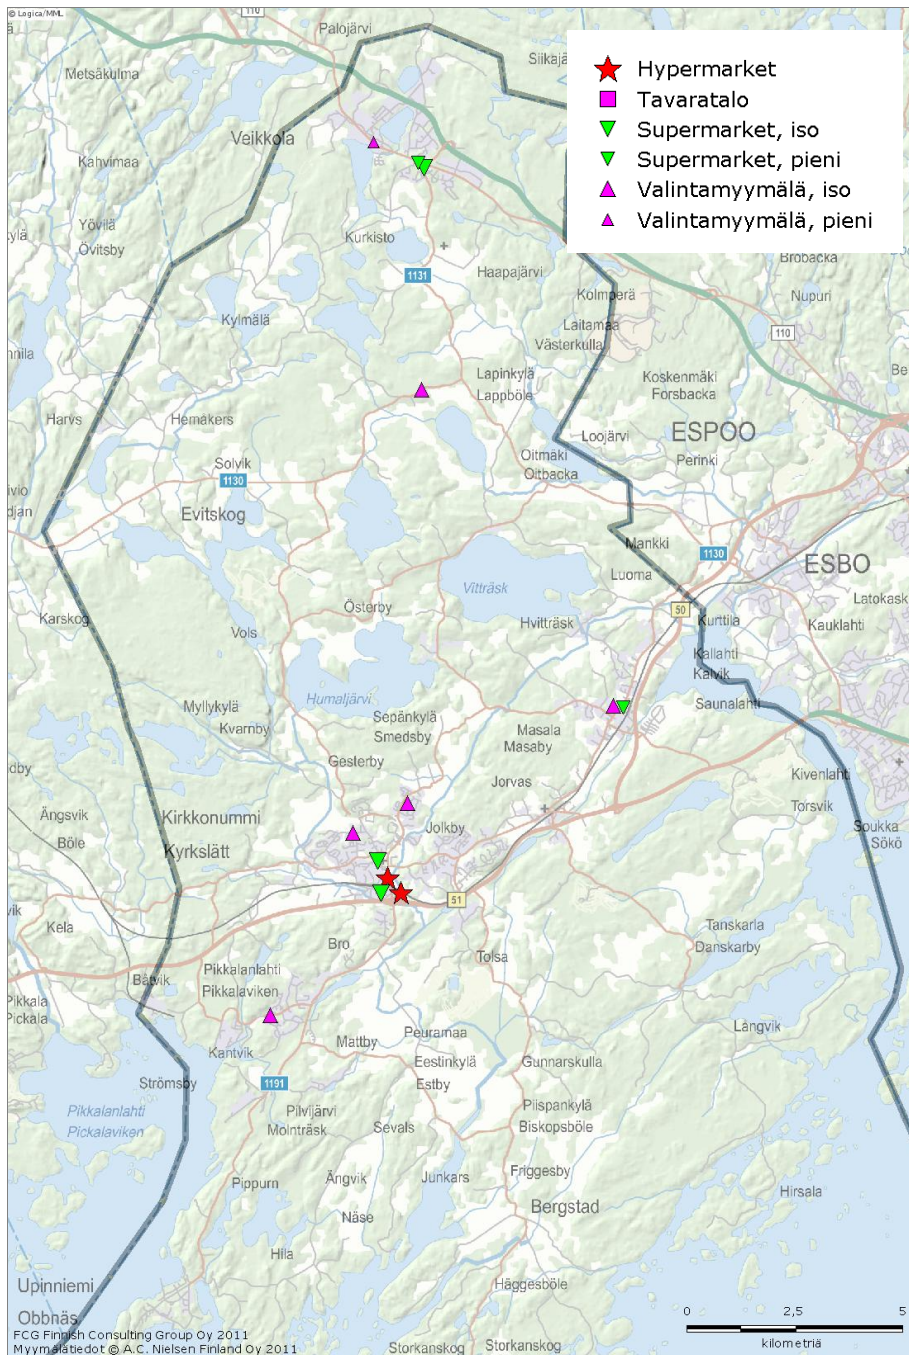 © Logica/MML
Palojärvi
110
Siikajä
Metsäkulma
Hypermarket
Tavaratalo
Supermarket, iso
Supermarket, pieni
Valintamyymälä, iso
Valintamyymälä, pieni
Veikkola
Kahvimaa
Yövilä
Övitsby
kylä
Kurkisto
1131
Haapajärvi
Brobacka
Kolmperä
Nupuri
Laitamaa
Västerkulla
Kylmälä
110
nnila
Lapinkylä
Lappböle
Koskenmäki
Forsbacka
Be
Harvs
Hemåkers
Loojärvi
ESPOO
Perinki
Oitmäki
Oitbacka
Solvik
1130
ivio
djan
Evitskog
Mankki
1130
Luoma
ESBO
Vitträsk
Latokask
Österby
50
Karskog
Hvitträsk
Kurttila
Kauklahti
Vols
Kallahti
Kalvik
Humaljärvi
Saunalahti
Myllykylä
Kvarnby
Sepänkylä
Smedsby
Masala
Masaby
Gesterby
dby
Jorvas
Kivenlahti
Torsvik
Ängsvik
Böle
Kirkkonummi
Kyrkslätt
Jolkby
Soukka
Sökö
51
vik
Kela
Tanskarla
Danskarby
Bro
Tolsa
Pikkalanlahti
Pikkalaviken
Båtvik
Pikkala
Pickala
Långvik
Peuramaa
Mattby
Kantvik
Eestinkylä
Estby
Gunnarskulla
Strömsby
1191
Pikkalanlahti
Pickalaviken
Pilvijärvi
Molnträsk
Sevals
Piispankylä
Biskopsböle
Pippurn
Ängvik
Junkars
Friggesby
Hirsala
Bergstad
Näse
Hila
Upinniemi
Obbnäs
Häggesböle
0 2,5 5
kilometriä
FCG Finnish Consulting Group Oy 2011
Myymälätiedot © A.C. Nielsen Finland Oy 2011
Storkanskog
Storkanskog